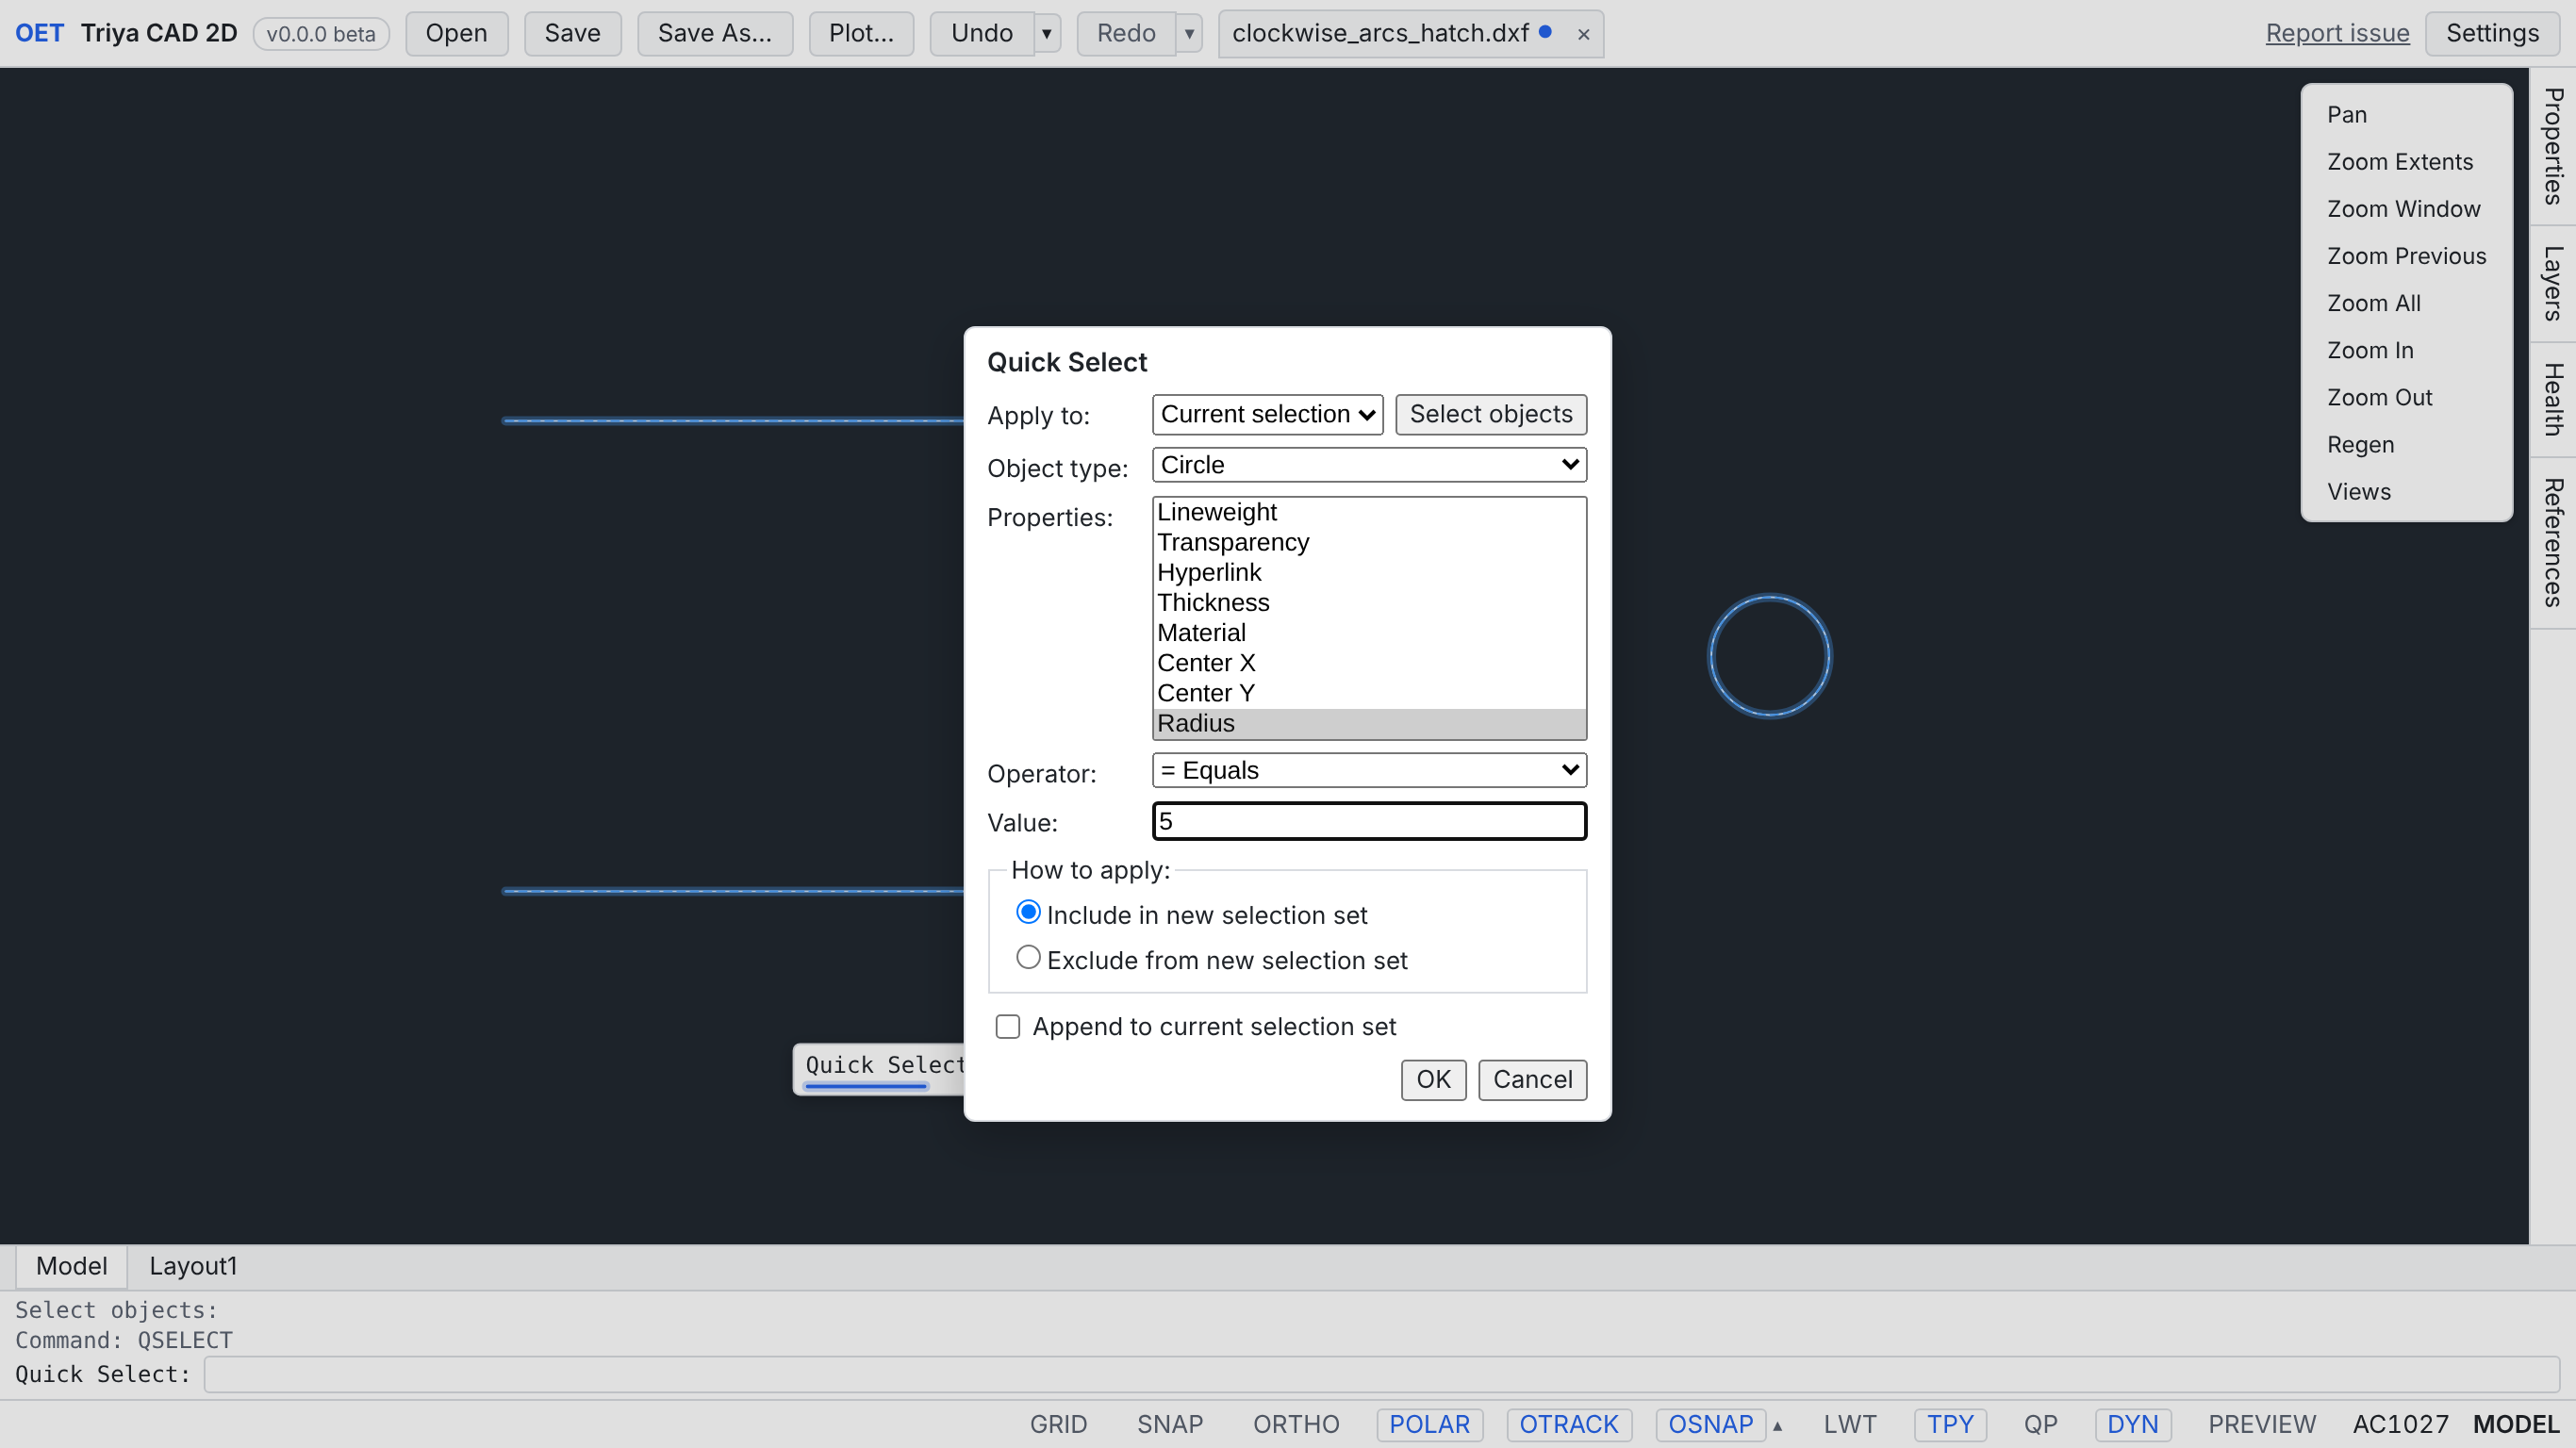 OET Triya CAD 2D v0.0.0 beta Open Save Save As... Plot... Undo ▾ Redo ▾ clockwise_arcs_hatch.dxf × Report issue Settings
Pan
Zoom Extents
Zoom Window
Zoom Previous
Zoom All
Zoom In
Zoom Out
Regen
Views
Properties
Layers
Health
References
Quick Select
Apply to: Current selection Select objects
Object type: Circle
Properties: Lineweight
Transparency
Hyperlink
Thickness
Material
Center X
Center Y
Radius
Operator: = Equals
Value: 5
How to apply:
Include in new selection set
Exclude from new selection set
Append to current selection set
OK Cancel
Quick Select
Model Layout1
Select objects:
Command: QSELECT
Quick Select:
GRID SNAP ORTHO POLAR OTRACK OSNAP ▴ LWT TPY QP DYN PREVIEW AC1027 MODEL